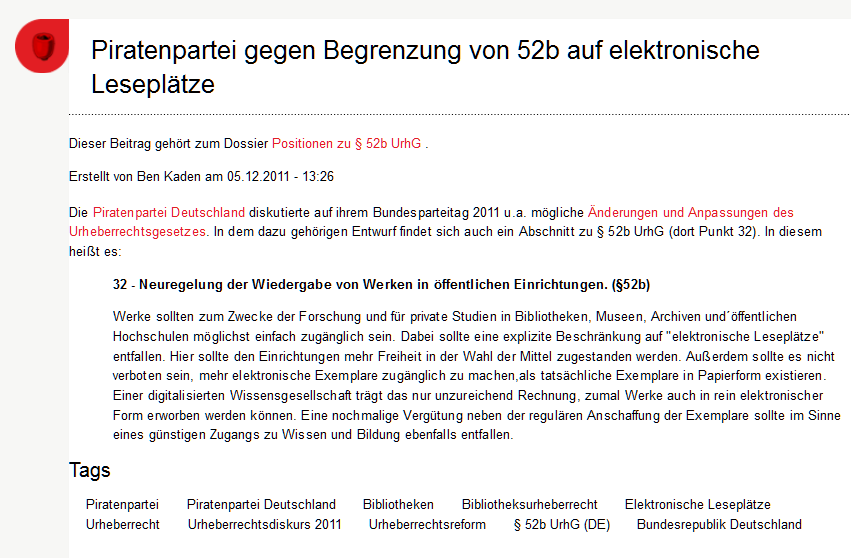 Piratenpartei gegen Begrenzung von 52b auf elektronische
Leseplätze
Dieser Beitrag gehört zum Dossier Positionen zu § 52b UrhG .
Erstellt von Ben Kaden am 05.12.2011 - 13:26
Die Piratenpartei Deutschland diskutierte auf ihrem Bundesparteitag 2011 u.a. mögliche Änderungen und Anpassungen des
Urheberrechtsgesetzes. In dem dazu gehörigen Entwurf findet sich auch ein Abschnitt zu § 52b UrhG (dort Punkt 32). In diesem
heißt es:
32 - Neuregelung der Wiedergabe von Werken in öffentlichen Einrichtungen. (§52b)
Werke sollten zum Zwecke der Forschung und für private Studien in Bibliotheken, Museen, Archiven und´öffentlichen
Hochschulen möglichst einfach zugänglich sein. Dabei sollte eine explizite Beschränkung auf "elektronische Leseplätze"
entfallen. Hier sollte den Einrichtungen mehr Freiheit in der Wahl der Mittel zugestanden werden. Außerdem sollte es nicht
verboten sein, mehr elektronische Exemplare zugänglich zu machen,als tatsächliche Exemplare in Papierform existieren.
Einer digitalisierten Wissensgesellschaft trägt das nur unzureichend Rechnung, zumal Werke auch in rein elektronischer
Form erworben werden können. Eine nochmalige Vergütung neben der regulären Anschaffung der Exemplare sollte im Sinne
eines günstigen Zugangs zu Wissen und Bildung ebenfalls entfallen.
Tags
Piratenpartei Piratenpartei Deutschland Bibliotheken Bibliotheksurheberrecht Elektronische Leseplätze
Urheberrecht Urheberrechtsdiskurs 2011 Urheberrechtsreform § 52b UrhG (DE) Bundesrepublik Deutschland